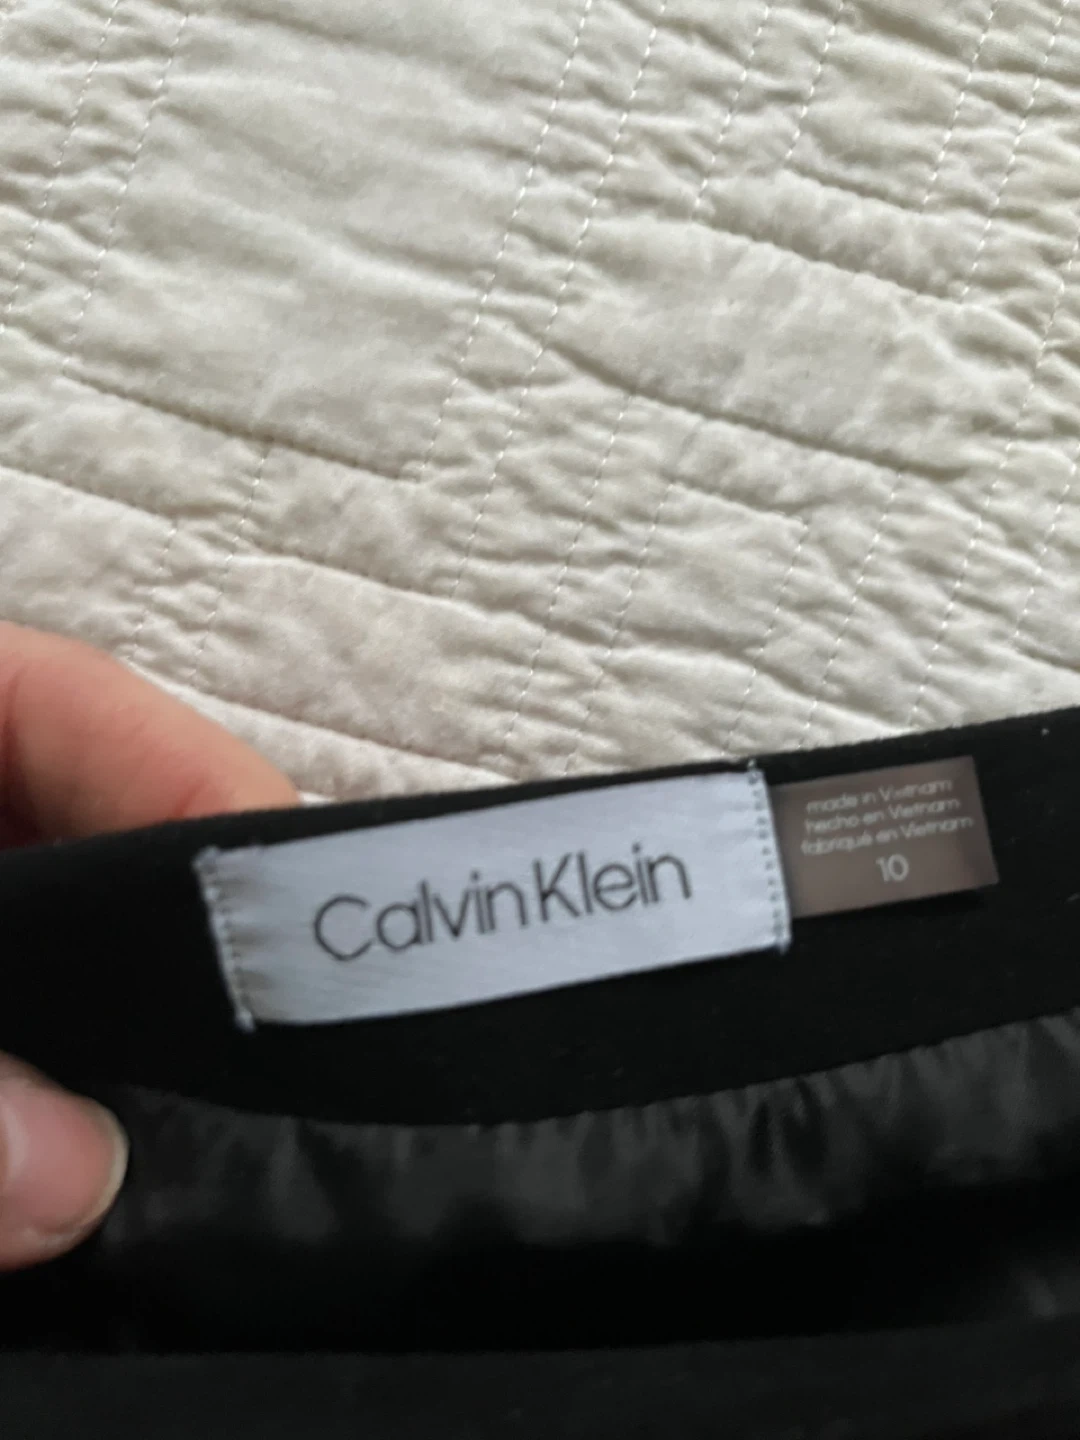 Calvin Klein
made in Vietnam
hecho en Vietnam
fabriqué en Vietnam
10